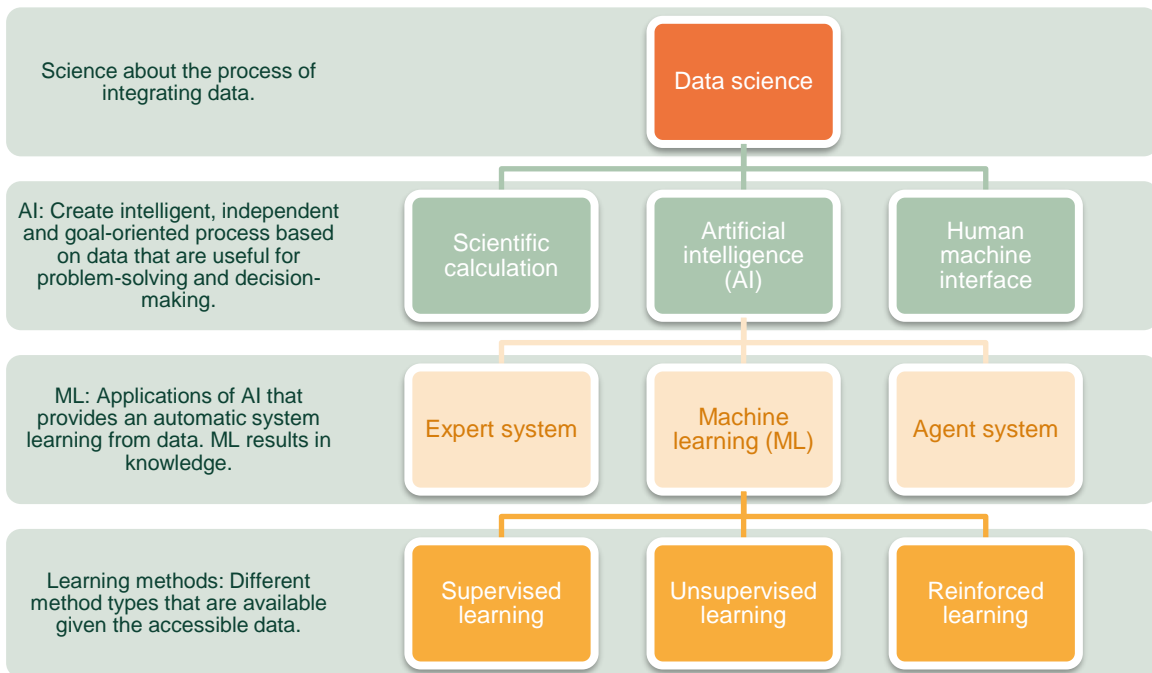 Science about the process of
integrating data.
Data science
AI: Create intelligent, independent
and goal-oriented process based
on data that are useful for
problem-solving and decision-
making.
Scientific
calculation
Artificial
intelligence
(AI)
Human
machine
interface
ML: Applications of AI that
provides an automatic system
learning from data. ML results in
knowledge.
Expert system
Machine
learning (ML)
Agent system
Learning methods: Different
method types that are available
given the accessible data.
Supervised
learning
Unsupervised
learning
Reinforced
learning